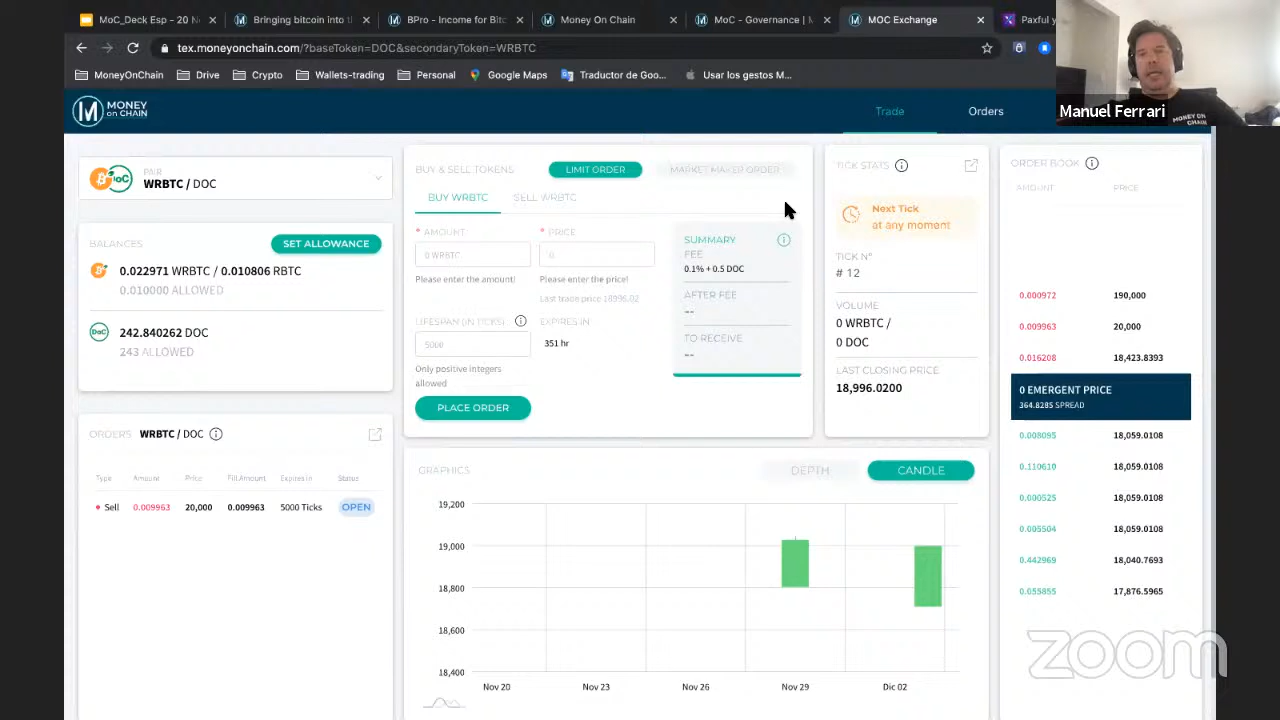 MoC_Deck Esp - 20 N
Bringing bitcoin into t
BPro - Income for Bit
Money On Chain
MoC - Governance | M
MOC Exchange
Paxful y
tex.moneyonchain.com/?baseToken=DOC&secondaryToken=WRBTC
MoneyOnChain
Drive
Crypto
Wallets-trading
Personal
Google Maps
Traductor de Goo...
Usar los gestos M...
Manuel Ferrari
MONEY ON CHAIN
MONEY
on CHAIN
Trade
Orders
PAIR
WRBTC / DOC
BALANCES
SET ALLOWANCE
0.022971 WRBTC / 0.010806 RBTC
0.010000 ALLOWED
DoC
242.840262 DOC
243 ALLOWED
ORDERS WRBTC / DOC
Type Amount Price Fill.Amount Expires in Status
Sell 0.009963 20,000 0.009963 5000 Ticks OPEN
BUY & SELL TOKENS
LIMIT ORDER
MARKET MAKER ORDER
BUY WRBTC
SELL WRBTC
* AMOUNT
* PRICE
0 WRBTC
0
Please enter the amount!
Please enter the price!
Last trade price 18996.02
LIFESPAN (IN TICKS)
EXPIRES IN
5000
351 hr
Only positive integers
allowed
PLACE ORDER
SUMMARY
FEE
0.1% + 0.5 DOC
AFTER FEE
--
TO RECEIVE
--
TICK STATS
Next Tick
at any moment
TICK N°
# 12
VOLUME
0 WRBTC /
0 DOC
LAST CLOSING PRICE
18,996.0200
ORDER BOOK
AMOUNT PRICE
0.000972 190,000
0.009963 20,000
0.016208 18,423.8393
0 EMERGENT PRICE
364.8285 SPREAD
0.008095 18,059.0108
0.110610 18,059.0108
0.000525 18,059.0108
0.005504 18,059.0108
0.442969 18,040.7693
0.055855 17,876.5965
GRAPHICS
DEPTH
CANDLE
19,200
19,000
18,800
18,600
18,400
Nov 20
Nov 23
Nov 26
Nov 29
Dic 02
zoom